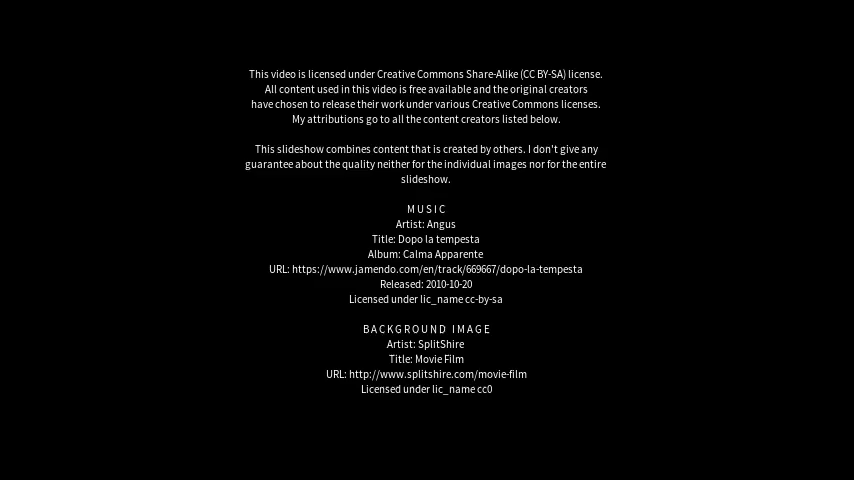 This video is licensed under Creative Commons Share-Alike (CC BY-SA) license.
All content used in this video is free available and the original creators
have chosen to release their work under various Creative Commons licenses.
My attributions go to all the content creators listed below.
This slideshow combines content that is created by others. I don't give any
guarantee about the quality neither for the individual images nor for the entire
slideshow.
MUSIC
Artist: Angus
Title: Dopo la tempesta
Album: Calma Apparente
URL: https://www.jamendo.com/en/track/669667/dopo-la-tempesta
Released: 2010-10-20
Licensed under lic_name cc-by-sa
BACKGROUND IMAGE
Artist: SplitShire
Title: Movie Film
URL: http://www.splitshire.com/movie-film
Licensed under lic_name cc0